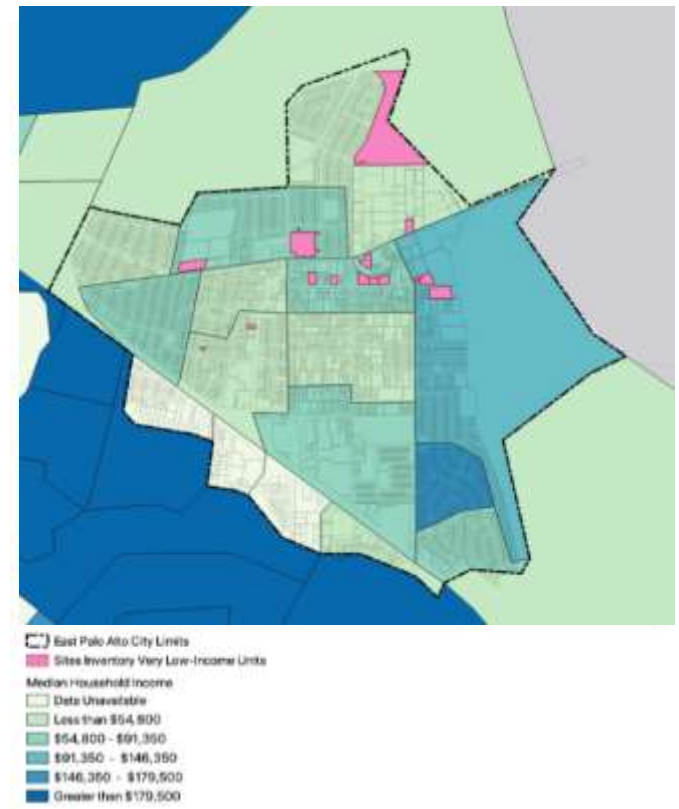 East Palo Alto City Limits
Sites Inventory Very Low-Income Units
Median Household Income
Data Unavailable
Less than $54,800
$54,800 - $91,350
$91,350 - $146,350
$146,350 - $179,500
Greater than $179,500